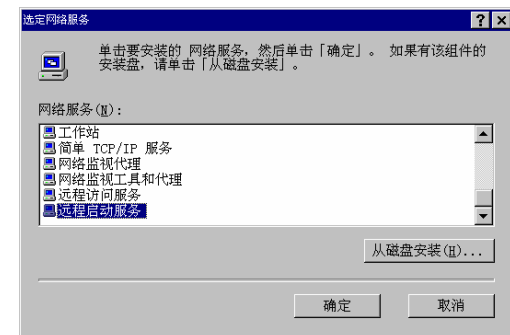 选定网络服务
单击要安装的 网络服务，然后单击「确定」。 如果有该组件的
安装盘，请单击「从磁盘安装」。
网络服务(N)：
工作站
简单 TCP/IP 服务
网络监视代理
网络监视工具和代理
远程访问服务
远程启动服务
从磁盘安装(H)...
确定
取消